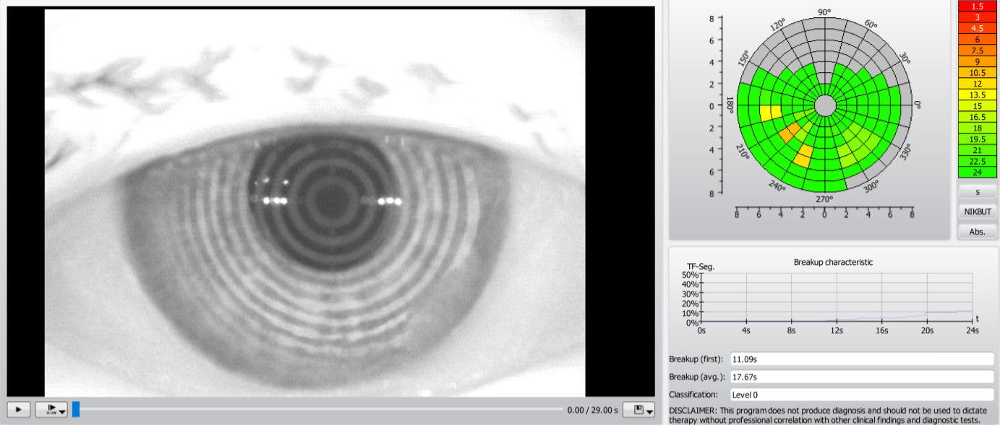 0.00 / 29.00 s
SLOW
90°
60°
30°
0°
330°
300°
270°
240°
210°
180°
150°
120°
8
6
4
2
0
2
4
6
8
8 6 4 2 0 2 4 6 8
1.5
3
4.5
6
7.5
9
10.5
12
13.5
15
16.5
18
19.5
21
22.5
24
s
NIKBUT
Abs.
Breakup characteristic
TF-Seg.
50%
40%
30%
20%
10%
0%
0s 4s 8s 12s 16s 20s 24s
t
Breakup (first): 11.09s
Breakup (avg.): 17.67s
Classification: Level 0
DISCLAIMER: This program does not produce diagnosis and should not be used to dictate
therapy without professional correlation with other clinical findings and diagnostic tests.